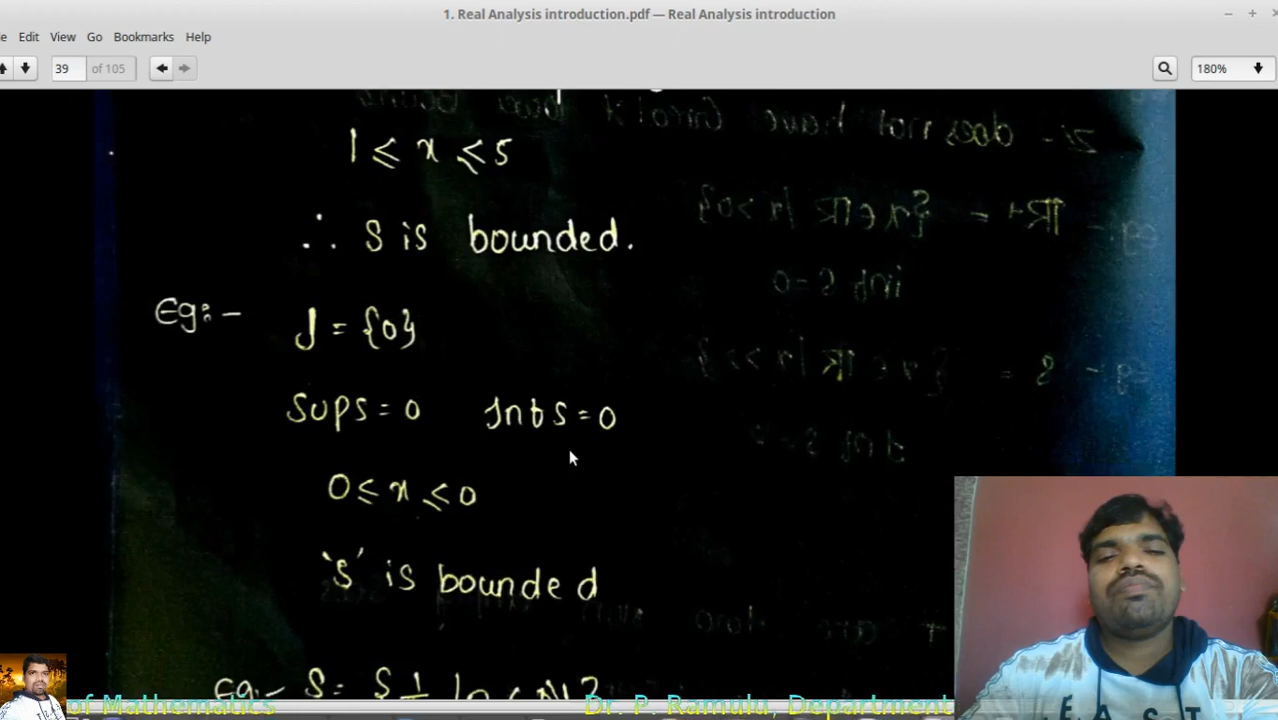 1. Real Analysis introduction.pdf — Real Analysis introduction
Edit View Go Bookmarks Help
39 of 105 180%
1 ⩽ x ⩽ 5
∴ S is bounded.
Eg:- J = {0}
Sup S = 0 Inf S = 0
0 ⩽ x ⩽ 0
'S' is bounded
Eg:- S =
of Mathematics Dr. P. Ramulu, Department
E A S T